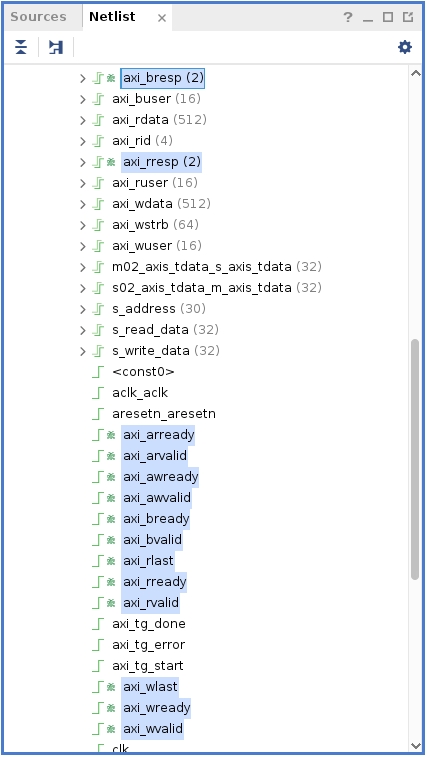 Sources Netlist × ?
axi_bresp (2)
axi_buser (16)
axi_rdata (512)
axi_rid (4)
axi_rresp (2)
axi_ruser (16)
axi_wdata (512)
axi_wstrb (64)
axi_wuser (16)
m02_axis_tdata_s_axis_tdata (32)
s02_axis_tdata_m_axis_tdata (32)
s_address (30)
s_read_data (32)
s_write_data (32)
<const0>
aclk_aclk
aresetn_aresetn
axi_arready
axi_arvalid
axi_awready
axi_awvalid
axi_bready
axi_bvalid
axi_rlast
axi_rready
axi_rvalid
axi_tg_done
axi_tg_error
axi_tg_start
axi_wlast
axi_wready
axi_wvalid
clk